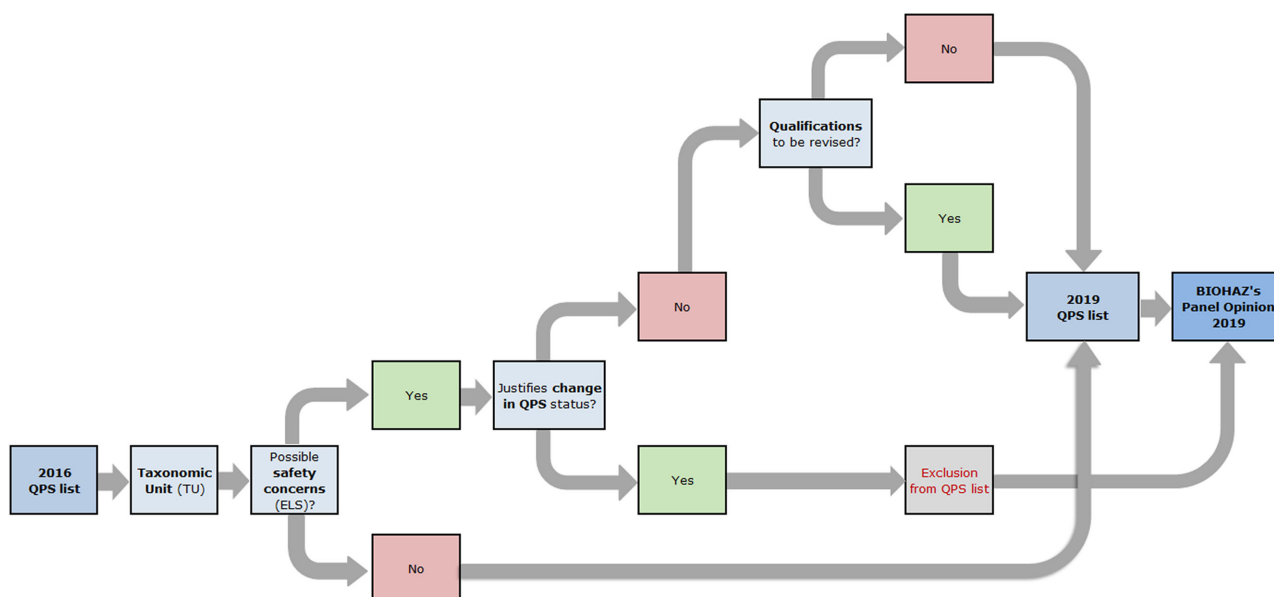 No
Qualifications
to be revised?
Yes
No
2019
QPS list
BIOHAZ's
Panel Opinion
2019
Yes
Justifies change
in QPS status?
2016
QPS list
Taxonomic
Unit (TU)
Possible
safety
concerns
(ELS)?
Yes
Exclusion
from QPS list
No